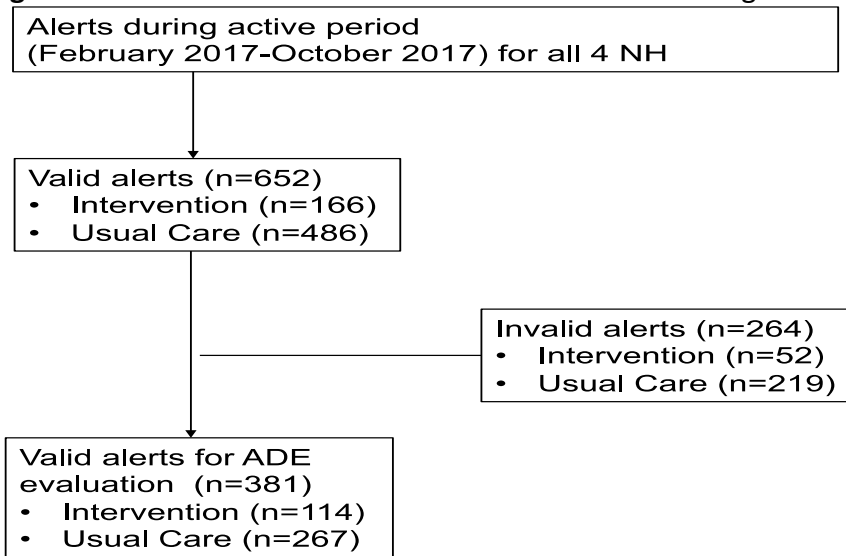 Alerts during active period
(February 2017-October 2017) for all 4 NH
Valid alerts (n=652)
• Intervention (n=166)
• Usual Care (n=486)
Invalid alerts (n=264)
• Intervention (n=52)
• Usual Care (n=219)
Valid alerts for ADE
evaluation (n=381)
• Intervention (n=114)
• Usual Care (n=267)